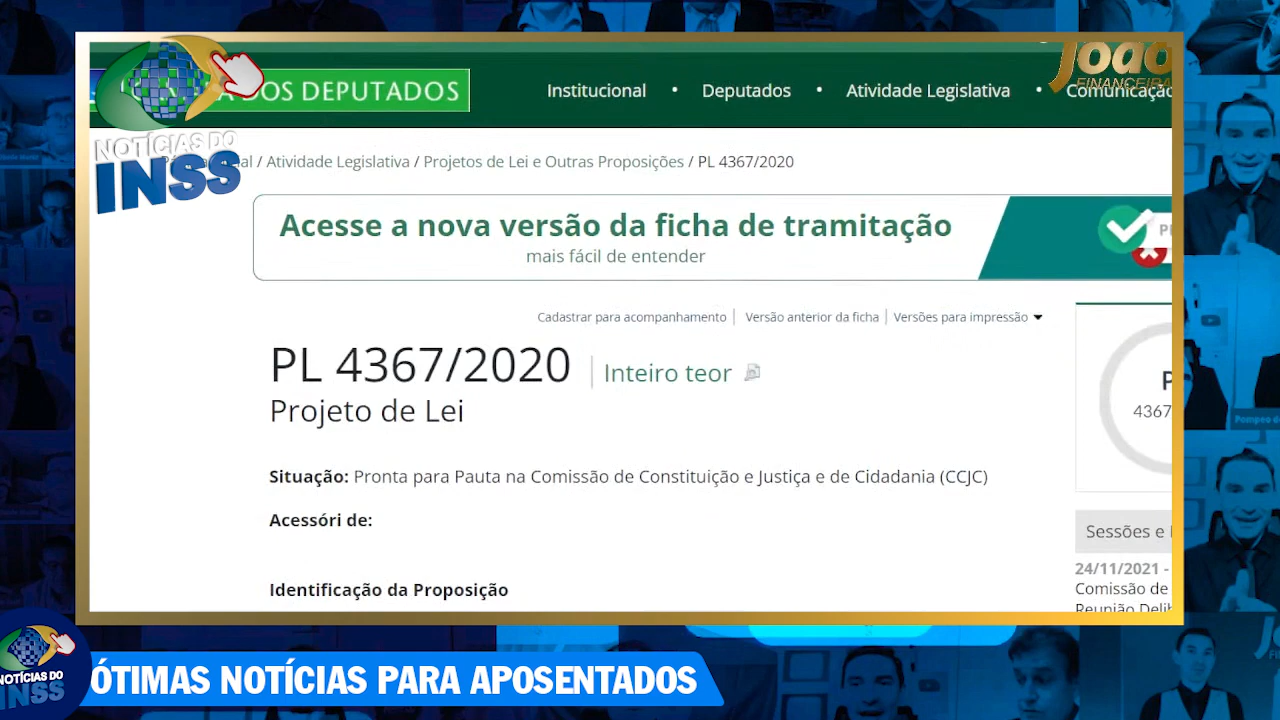 DOS DEPUTADOS
Institucional • Deputados • Atividade Legislativa • Comunicação
João
FINANCEIRA
NOTÍCIAS DO
INSS
/ Atividade Legislativa / Projetos de Lei e Outras Proposições / PL 4367/2020
Acesse a nova versão da ficha de tramitação
mais fácil de entender
Cadastrar para acompanhamento | Versão anterior da ficha | Versões para impressão
PL 4367/2020 | Inteiro teor
Projeto de Lei
4367
Situação: Pronta para Pauta na Comissão de Constituição e Justiça e de Cidadania (CCJC)
Acessóri de:
Sessões e
24/11/2021 -
Comissão de
Reunião
Identificação da Proposição
NOTÍCIAS DO
INSS
ÓTIMAS NOTÍCIAS PARA APOSENTADOS